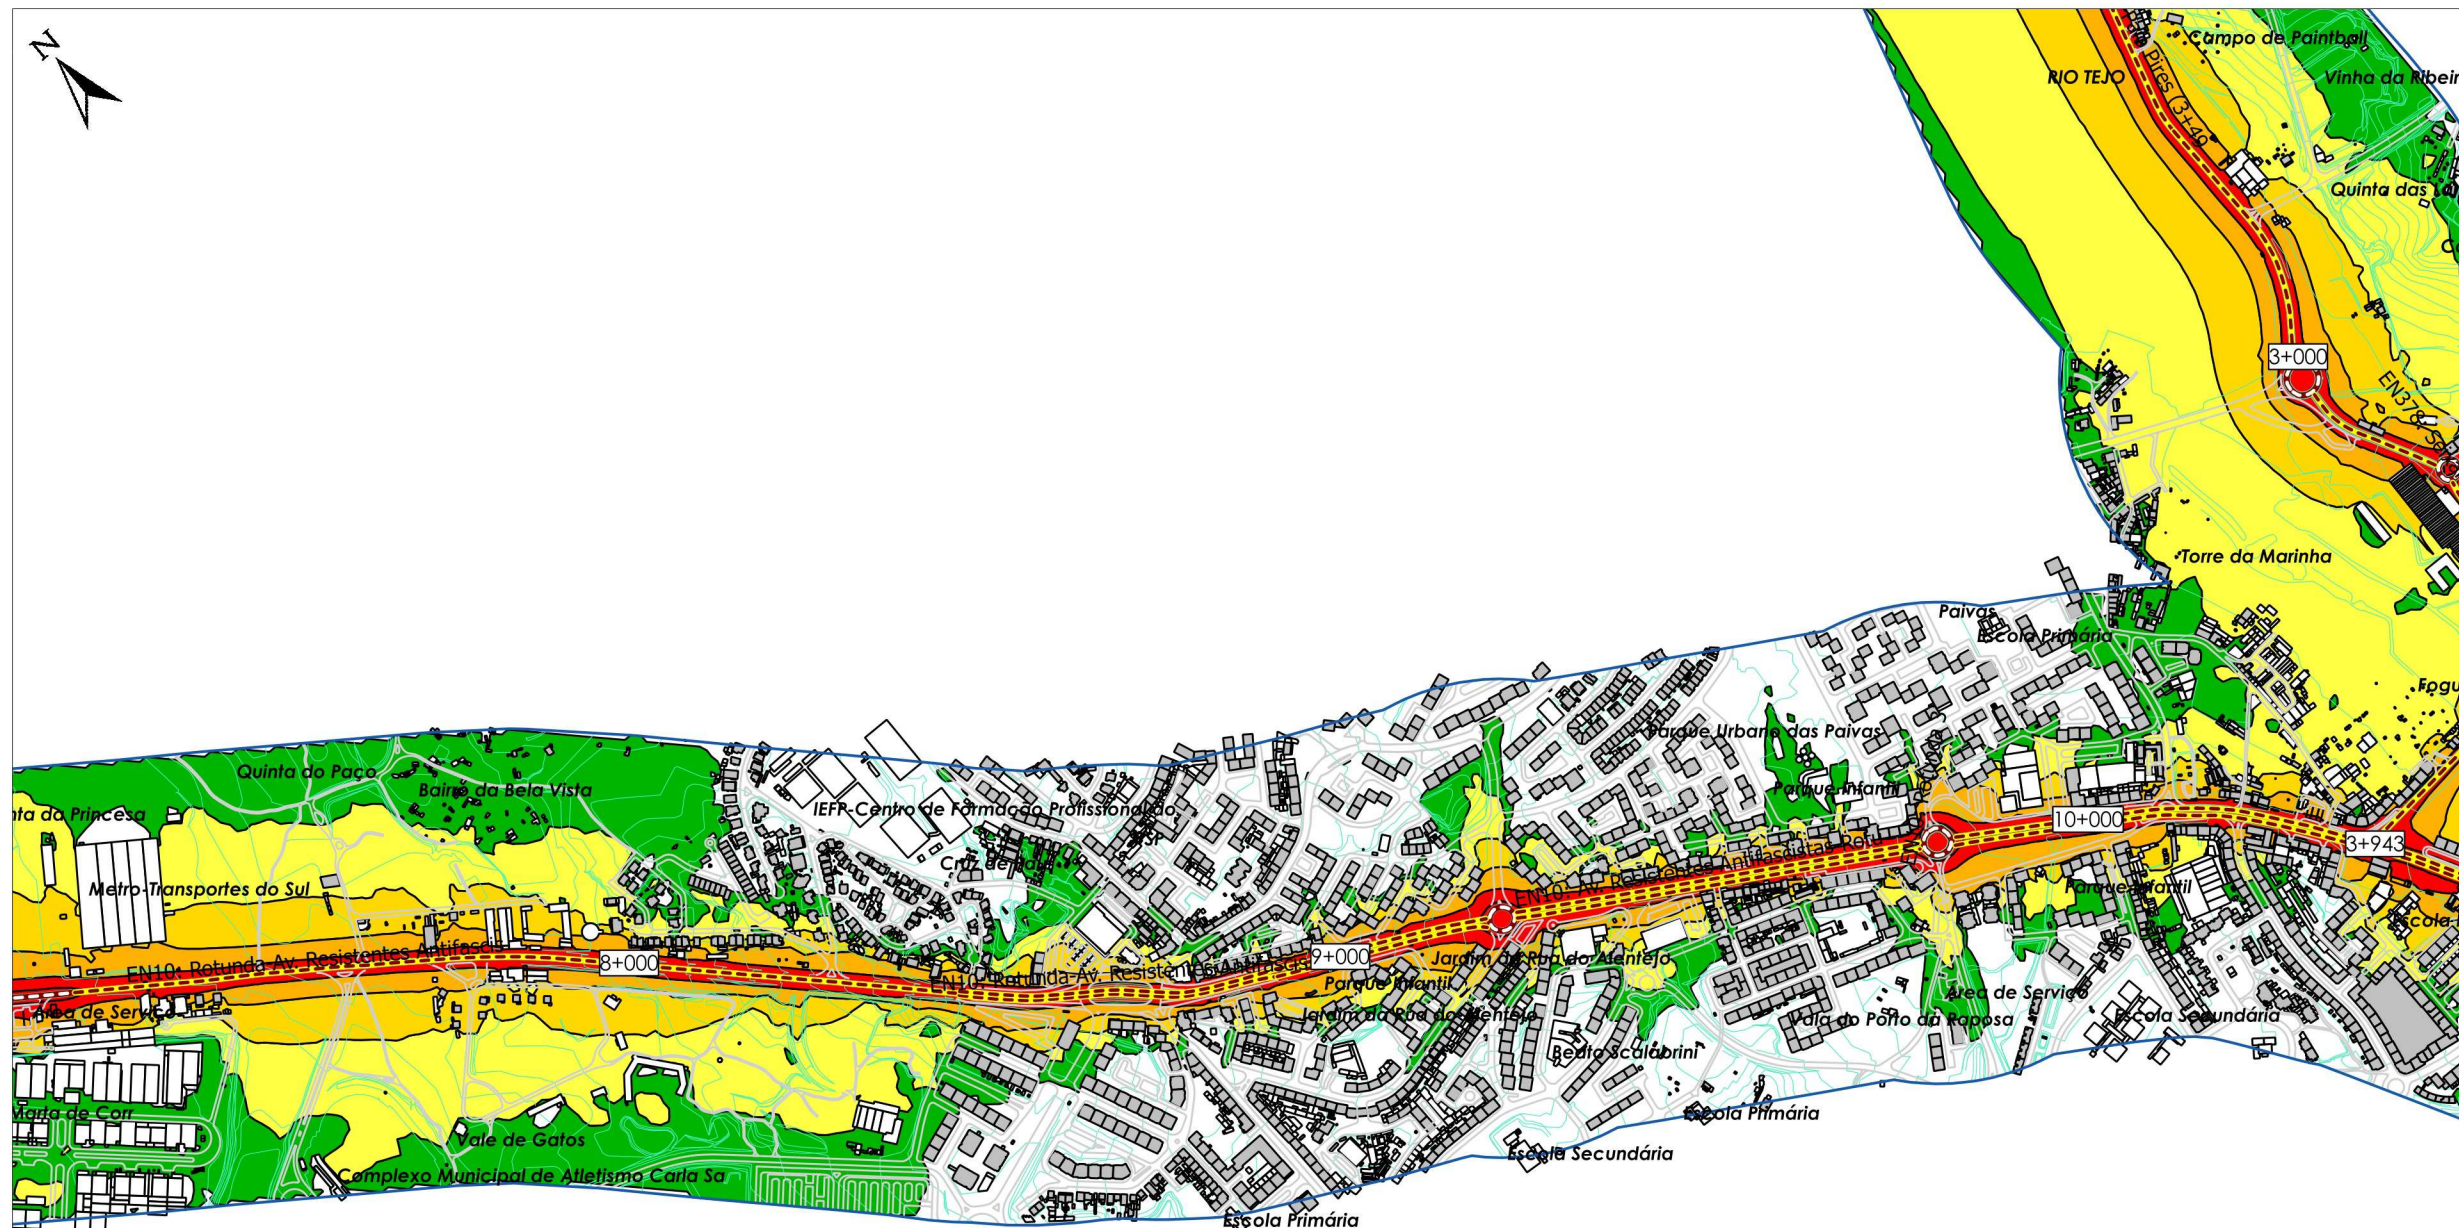 N
Campo de Paintball
RIO TEJO
Vinha da Ribeir
Pires (3+49
Quinta das
3+000
EN378:
Torre da Marinha
Paivas
Escola Primária
Fogu
Parque Urbano das Paivas
Quinta do Paço
Bairro da Bela Vista
Parque Infantil
IEFP-Centro de Formação Profissional do
nta da Princesa
10+000
3+943
Cruz de
Metro-Transportes do Sul
EN10: Av. Resistentes Antifascistas Rotu
Parque Infantil
Escola
EN10: Rotunda-Av. Resistentes Antifascis
8+000
9+000
Jardim da Rua do Alentejo
EN10: Rotunda-Av. Resistentes Antifascis
Parque Infantil
Área de Serviço
Área de Serviço
Jardim da Rua do Alentejo
Vala do Porto da Raposa
Escola Secundária
Beato Scalabrini
Marta de Corr
Escola Primária
Vale de Gatos
Escola Secundária
Complexo Municipal de Atletismo Carla Sa
Escola Primária